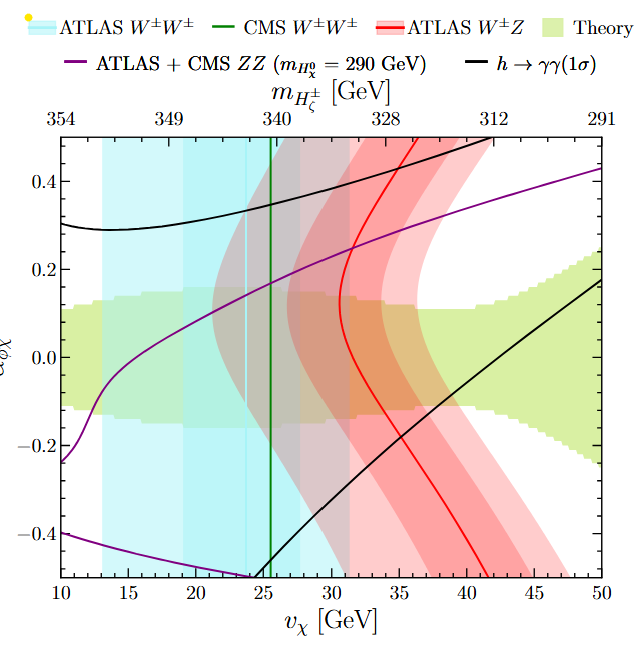 ATLAS W±W± CMS W±W± ATLAS W±Z Theory
ATLAS + CMS ZZ (m_{H_χ^0} = 290 GeV) h → γγ(1σ)
m_{H_ζ^±} [GeV]
354 349 340 328 312 291
0.4
0.2
0.0
−0.2
−0.4
10 15 20 25 30 35 40 45 50
v_χ [GeV]